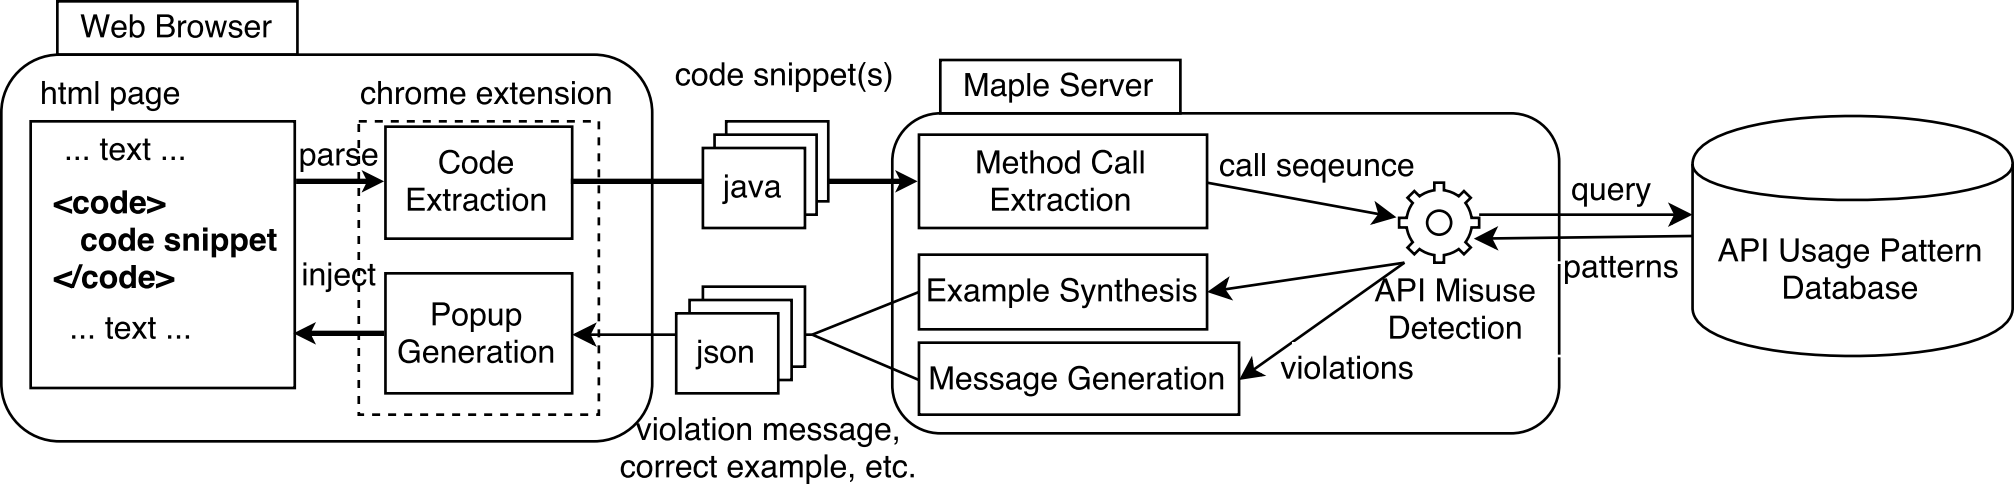 Web Browser
html page
... text ...
<code>
code snippet
</code>
... text ...
parse
inject
chrome extension
Code
Extraction
Popup
Generation
code snippet(s)
java
json
violation message,
correct example, etc.
Maple Server
Method Call
Extraction
call seqeunce
Example Synthesis
Message Generation
API Misuse
Detection
violations
query
patterns
API Usage Pattern
Database